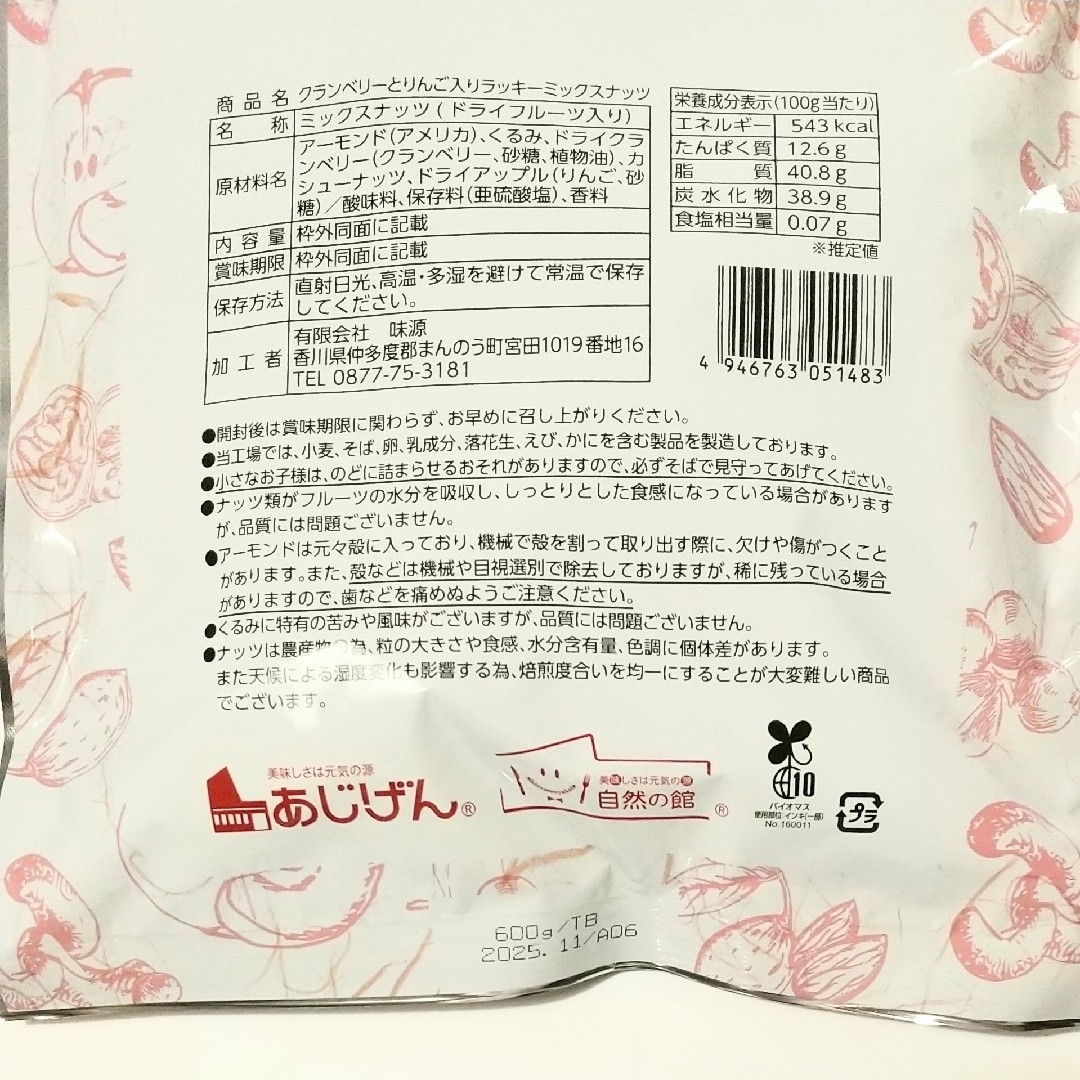 商品名 クランベリーとりんご入りラッキーミックスナッツ
名称 ミックスナッツ(ドライフルーツ入り)
原材料名 アーモンド(アメリカ)、くるみ、ドライクラ
ンベリー(クランベリー、砂糖、植物油)、カ
シューナッツ、ドライアップル(りんご、砂
糖)/酸味料、保存料(亜硫酸塩)、香料
内容量 枠外同面に記載
賞味期限 枠外同面に記載
保存方法 直射日光、高温・多湿を避けて常温で保存
してください。
加工者 有限会社 味源
香川県仲多度郡まんのう町宮田1019番地16
TEL 0877-75-3181
栄養成分表示(100g当たり)
エネルギー 543kcal
たんぱく質 12.6g
脂質 40.8g
炭水化物 38.9g
食塩相当量 0.07g
※推定値
4 946763 051483
●開封後は賞味期限に関わらず、お早めに召し上がりください。
●当工場では、小麦、そば、卵、乳成分、落花生、えび、かにを含む製品を製造しております。
●小さなお子様は、のどに詰まらせるおそれがありますので、必ずそばで見守ってあげてください。
●ナッツ類がフルーツの水分を吸収し、しっとりとした食感になっている場合があります
が、品質には問題ございません。
●アーモンドは元々殻に入っており、機械で殻を割って取り出す際に、欠けや傷がつくこと
があります。また、殻などは機械や目視選別で除去しておりますが、稀に残っている場合
がありますので、歯などを痛めぬようご注意ください。
●くるみに特有の苦みや風味がございますが、品質には問題ございません。
●ナッツは農産物 為、粒の大きさや食感、水分含有量、色調に個体差があります。
また天候による湿度変化も影響する為、焙煎度合いを均一にすることが大変難しい商品
でございます。
美味しさは元気の源
あじげん®
美味しさは元気の源
自然の館®
10
バイオマス
使用部位 インキ(一部)
No.160011
プラ
600g/TB
2025.11/A06